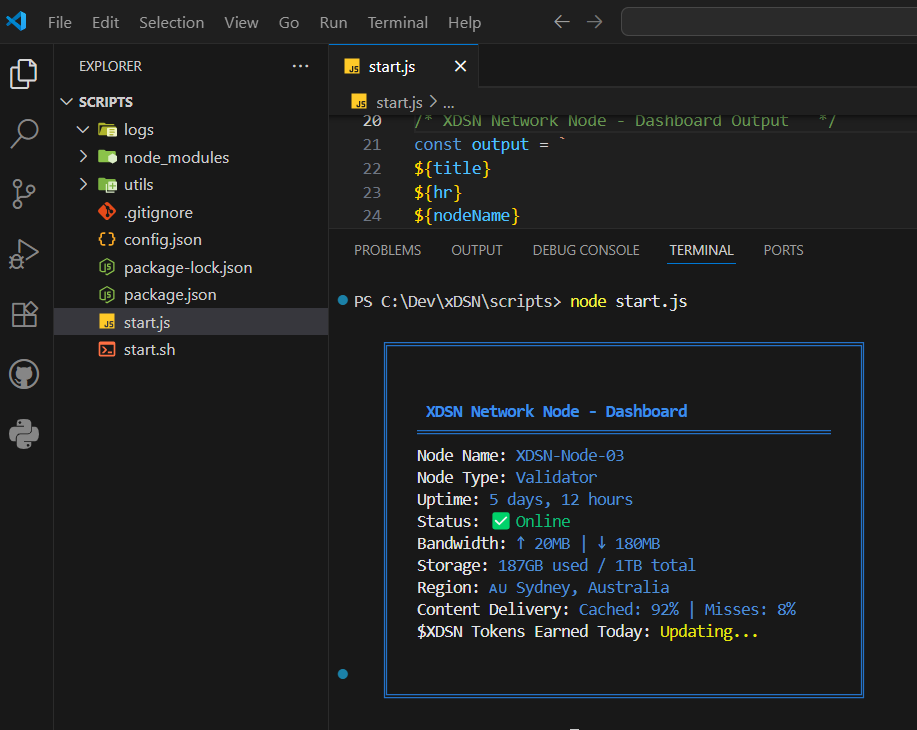 File Edit Selection View Go Run Terminal Help
EXPLORER
SCRIPTS
logs
node_modules
utils
.gitignore
config.json
package-lock.json
package.json
start.js
start.sh
start.js
start.js > ...
20 /* XDSN Network Node - Dashboard Output */
21 const output = `
22 ${title}
23 ${hr}
24 ${nodeName}
PROBLEMS OUTPUT DEBUG CONSOLE TERMINAL PORTS
PS C:\Dev\xDSN\scripts> node start.js
XDSN Network Node - Dashboard
Node Name: XDSN-Node-03
Node Type: Validator
Uptime: 5 days, 12 hours
Status: ✅ Online
Bandwidth: ↑ 20MB | ↓ 180MB
Storage: 187GB used / 1TB total
Region: AU Sydney, Australia
Content Delivery: Cached: 92% | Misses: 8%
$XDSN Tokens Earned Today: Updating...